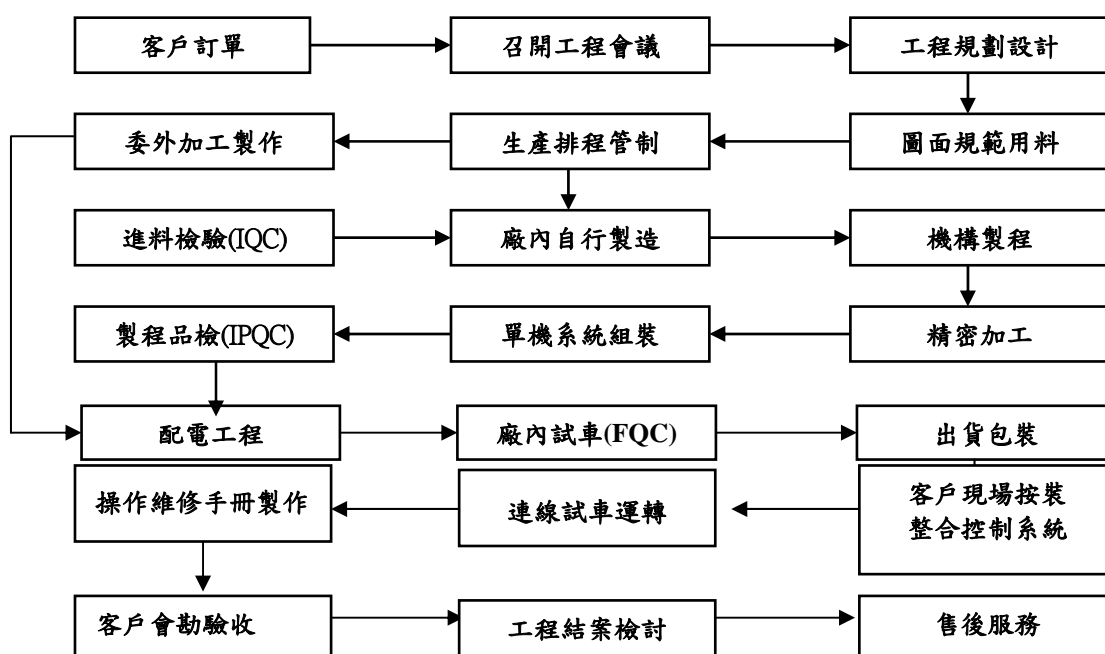 客戶訂單
召開工程會議
工程規劃設計
委外加工製作
生產排程管制
圖面規範用料
進料檢驗(IQC)
廠內自行製造
機構製程
製程品檢(IPQC)
單機系統組裝
精密加工
配電工程
廠內試車(FQC)
出貨包裝
操作維修手冊製作
連線試車運轉
客戶現場按裝
整合控制系統
客戶會勘驗收
工程結案檢討
售後服務